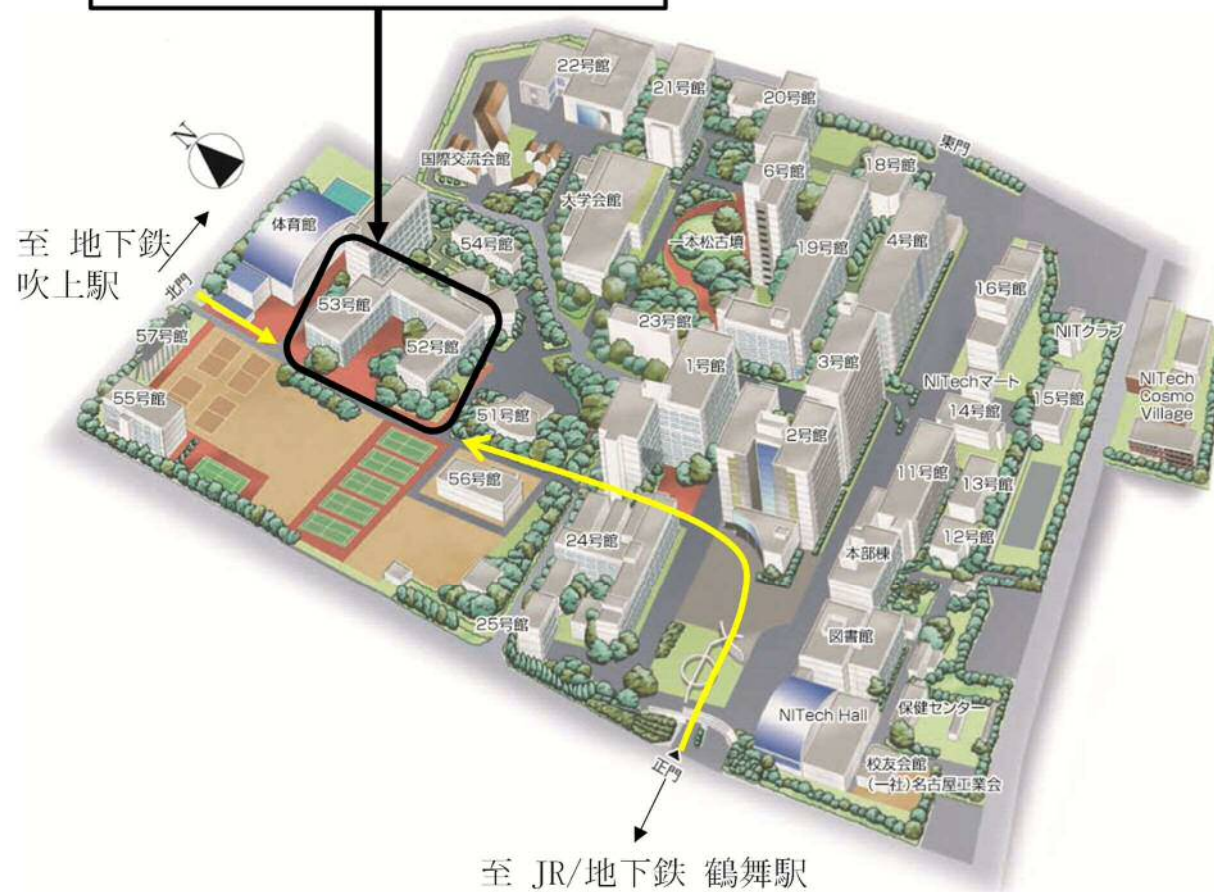 22号館
21号館
20号館
東門
N
国際交流会館
6号館
18号館
大学会館
体育館
54号館
一本松古墳
19号館
4号館
至 地下鉄
吹上駅
北門
16号館
53号館
23号館
NITクラブ
57号館
52号館
1号館
3号館
NITechマート
15号館
NITech
Cosmo
Village
55号館
51号館
14号館
2号館
11号館
56号館
13号館
24号館
12号館
本部棟
25号館
図書館
NITech Hall
保健センター
正門
校友会館
(一社)名古屋工業会
至 JR/地下鉄 鶴舞駅